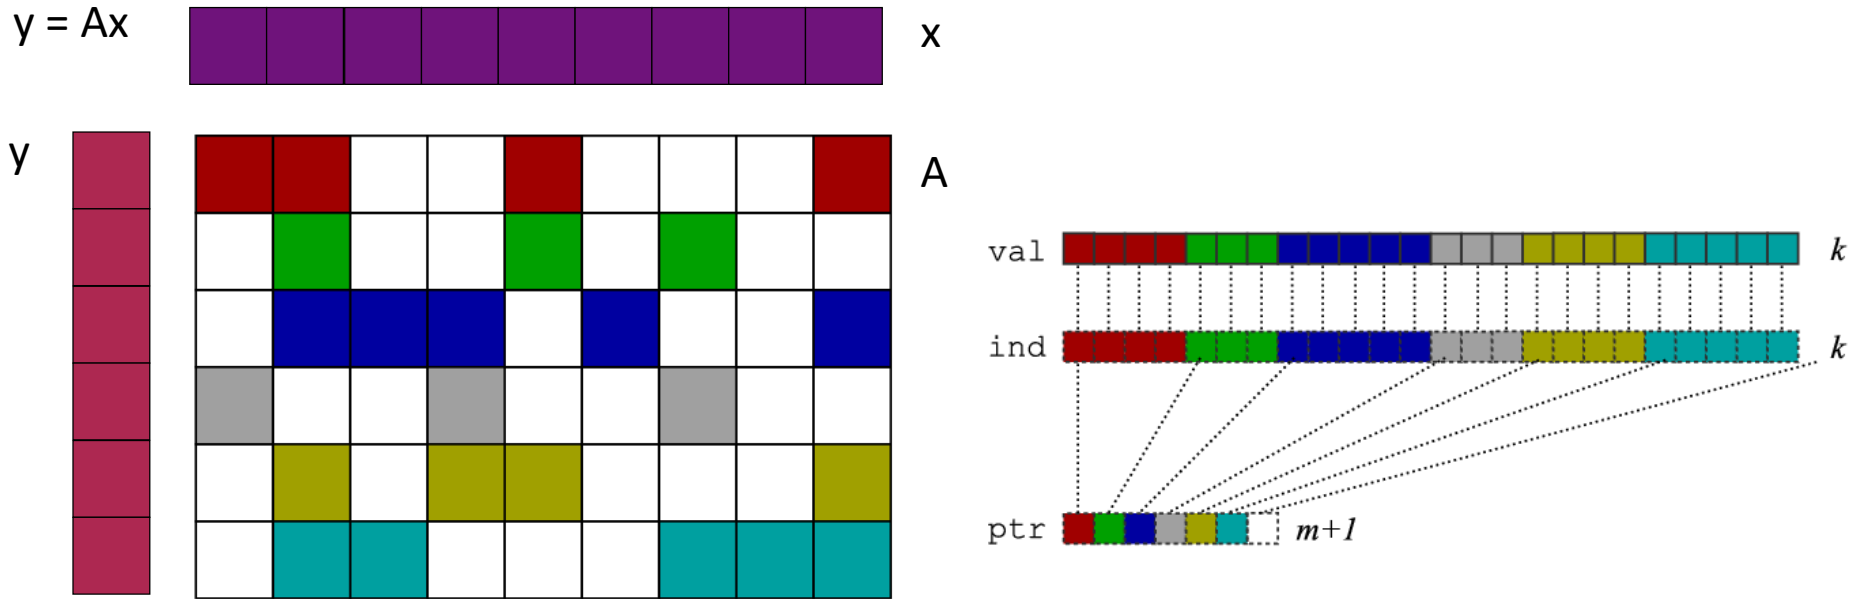 y = Ax
x
y
A
val k
ind k
ptr m+1